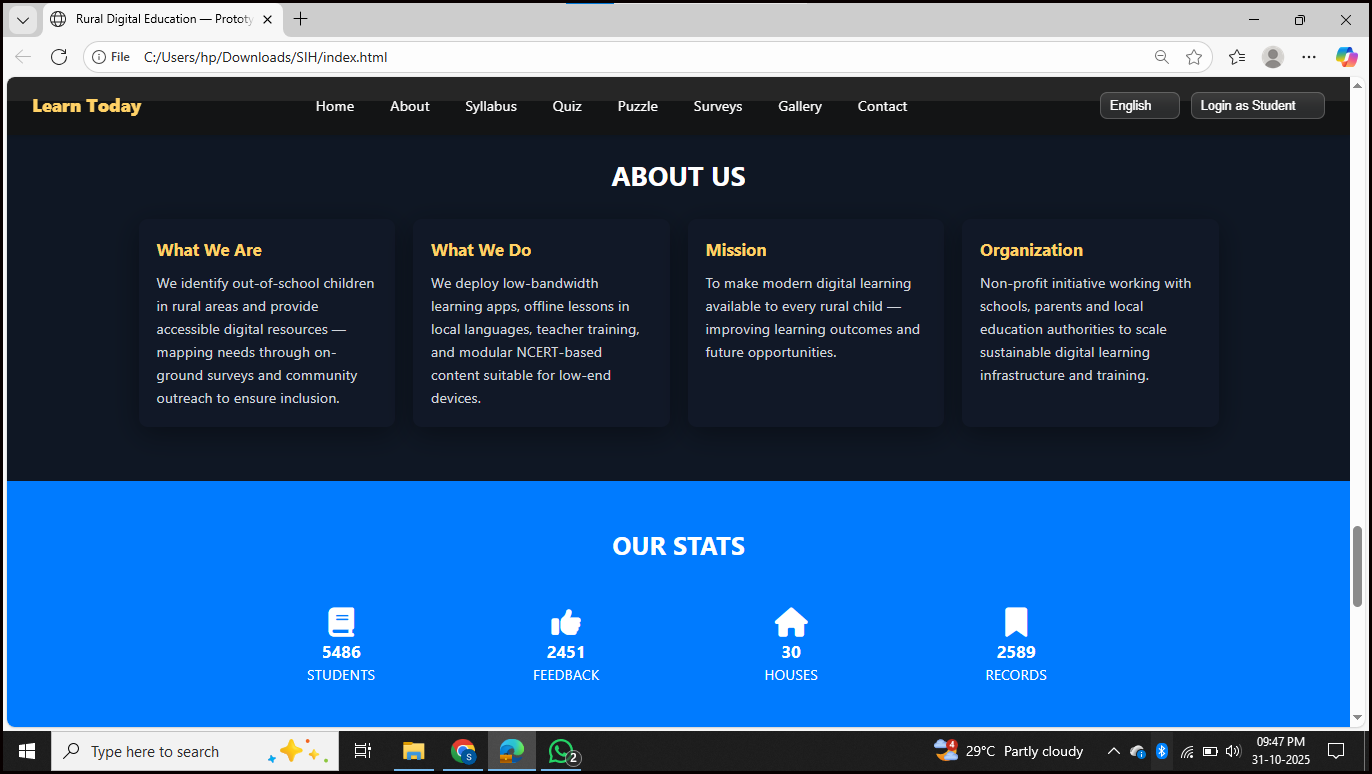 Rural Digital Education — Prototy
File C:/Users/hp/Downloads/SIH/index.html
Learn Today Home About Syllabus Quiz Puzzle Surveys Gallery Contact English Login as Student
ABOUT US
What We Are
We identify out-of-school children
in rural areas and provide
accessible digital resources —
mapping needs through on-
ground surveys and community
outreach to ensure inclusion.
What We Do
We deploy low-bandwidth
learning apps, offline lessons in
local languages, teacher training,
and modular NCERT-based
content suitable for low-end
devices.
Mission
To make modern digital learning
available to every rural child —
improving learning outcomes and
future opportunities.
Organization
Non-profit initiative working with
schools, parents and local
education authorities to scale
sustainable digital learning
infrastructure and training.
OUR STATS
5486
STUDENTS
2451
FEEDBACK
30
HOUSES
2589
RECORDS
Type here to search
S
2
4
29°C Partly cloudy
09:47 PM
31-10-2025